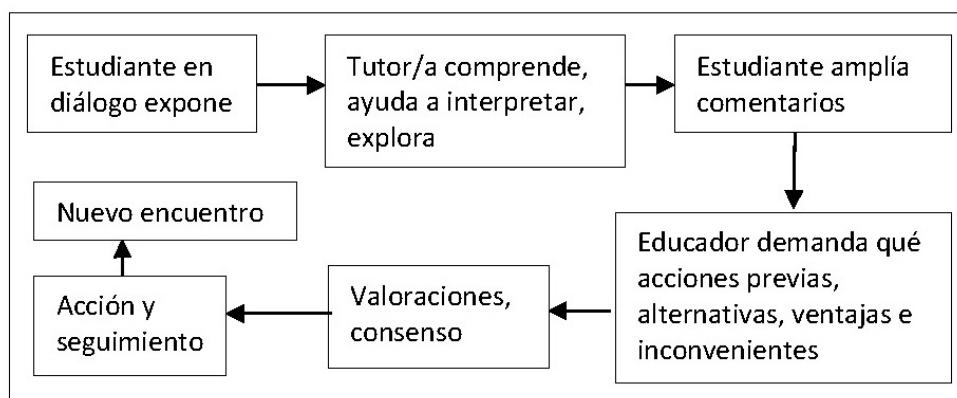 Estudiante en
diálogo expone
Tutor/a comprende,
ayuda a interpretar,
explora
Estudiante amplía
comentarios
Educador demanda qué
acciones previas,
alternativas, ventajas e
inconvenientes
Valoraciones,
consenso
Acción y
seguimiento
Nuevo encuentro